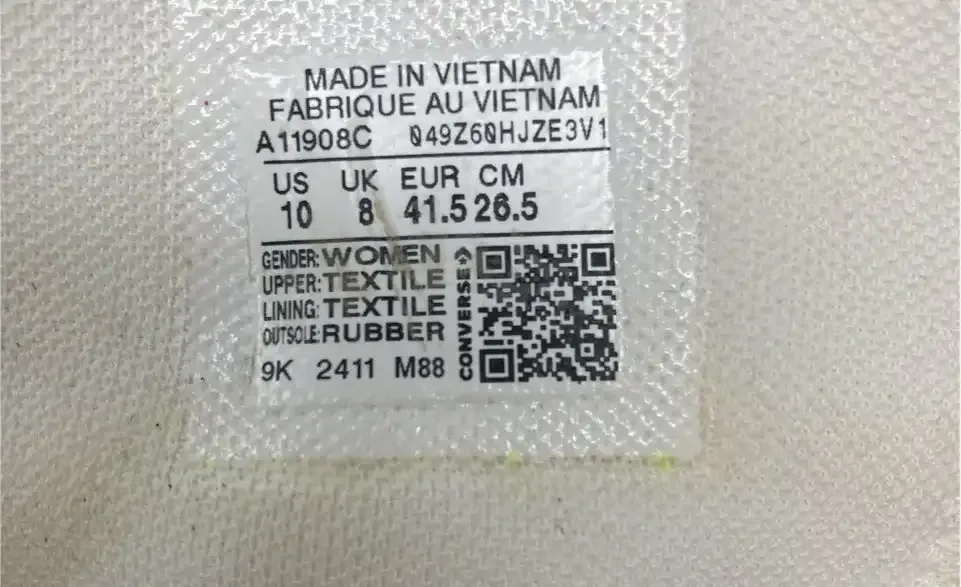 MADE IN VIETNAM
FABRIQUE AU VIETNAM
A11908C Q49Z6QHJZE3V1
US UK EUR CM
10 8 41.5 26.5
GENDER: WOMEN
UPPER: TEXTILE
LINING: TEXTILE
OUTSOLE: RUBBER
9K 2411 M88
CONVERSE